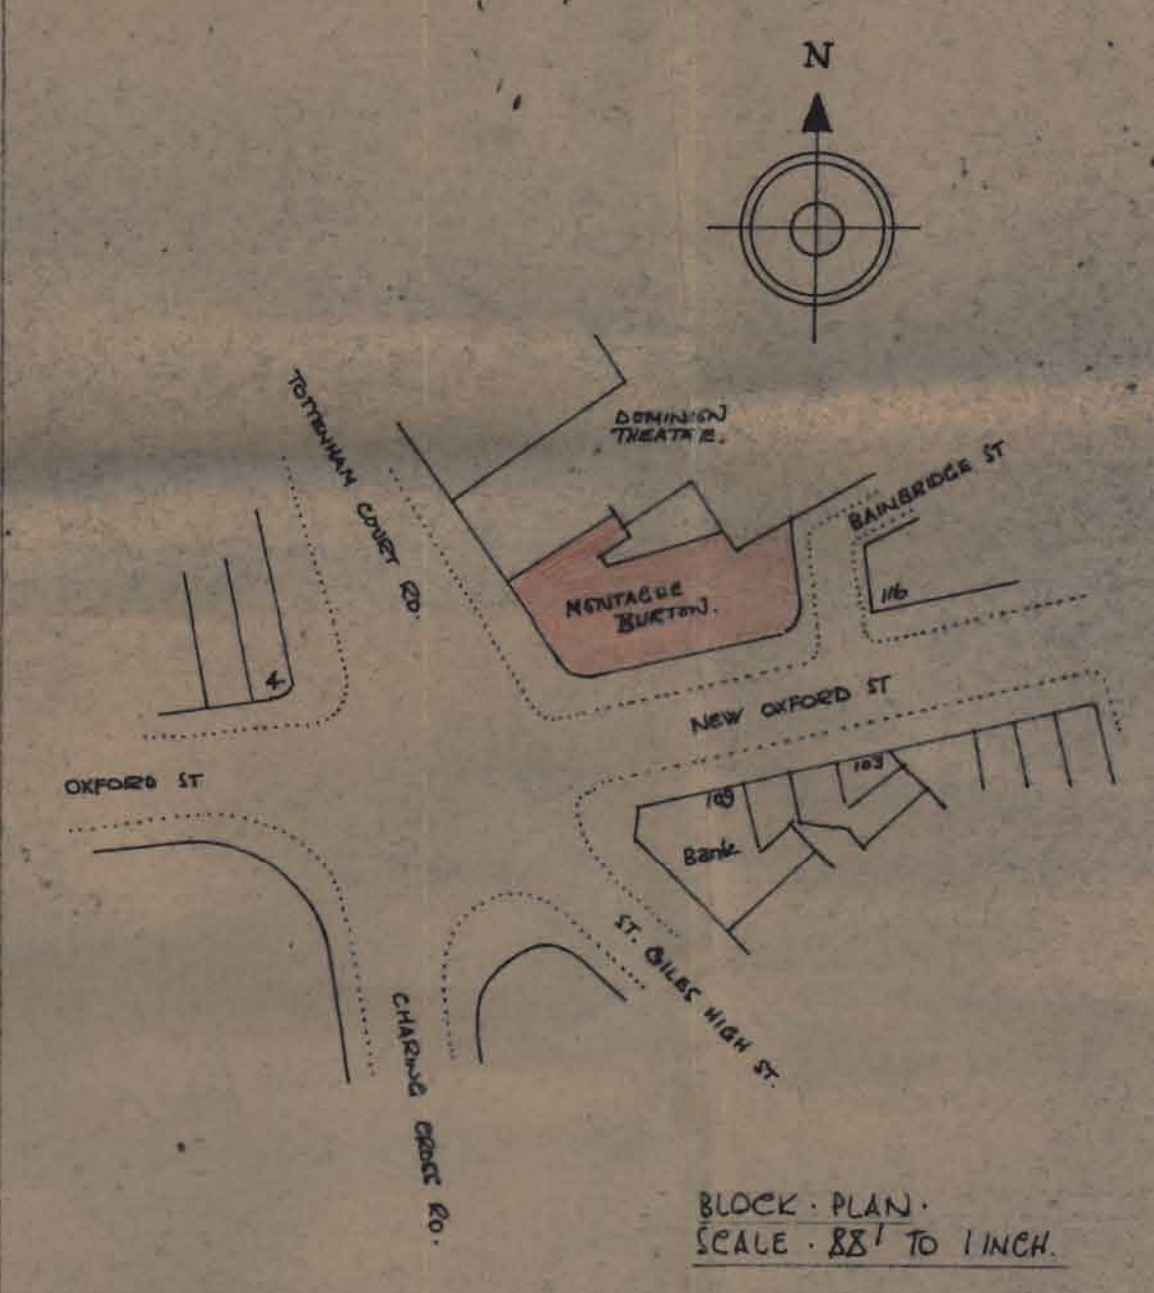 N
DOMINION
THEATRE.
TOTTENHAM COURT RD.
BAINBRIDGE ST
MONTAGUE
BURTON.
116
4
NEW OXFORD ST
OXFORD ST
103
109
Bank
ST. GILES HIGH ST.
CHARING CROSS RD.
BLOCK · PLAN ·
SCALE · 88' TO 1 INCH.